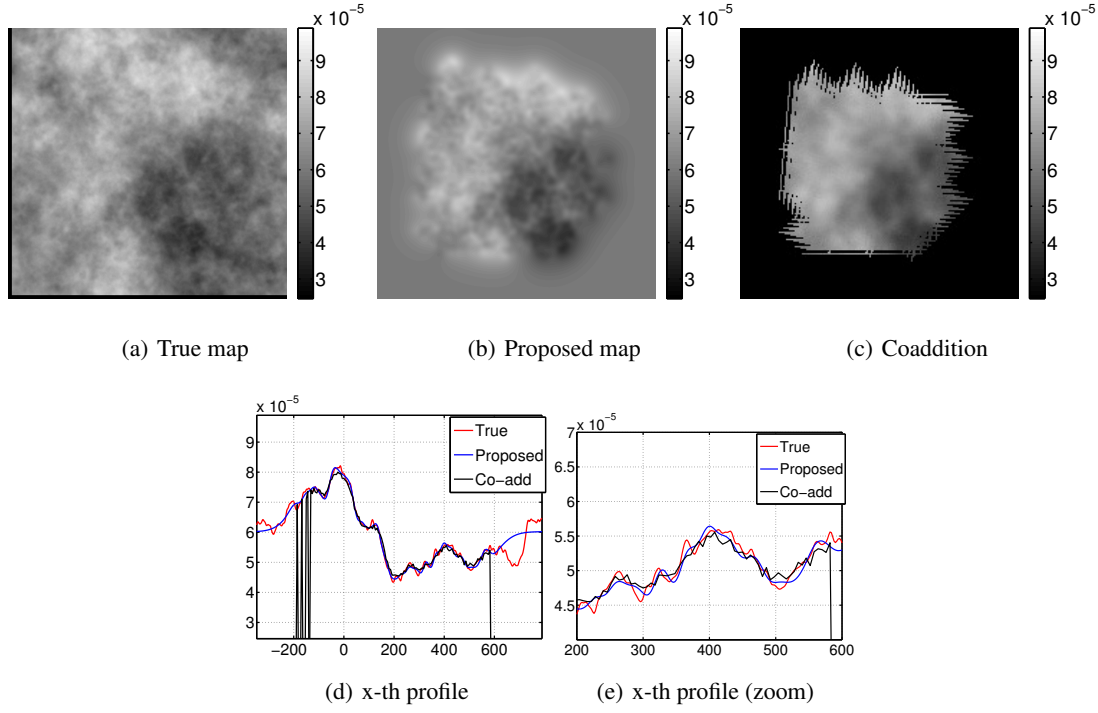 x 10⁻⁵
9
8
7
6
5
4
3
x 10⁻⁵
9
8
7
6
5
4
3
x 10⁻⁵
9
8
7
6
5
4
3
(a) True map
(b) Proposed map
(c) Coaddition
x 10⁻⁵
9
8
7
6
5
4
3
−200
0
200
400
600
True
Proposed
Co−add
x 10⁻⁵
7
6.5
6
5.5
5
4.5
200
300
400
500
600
True
Proposed
Co−add
(d) x-th profile
(e) x-th profile (zoom)